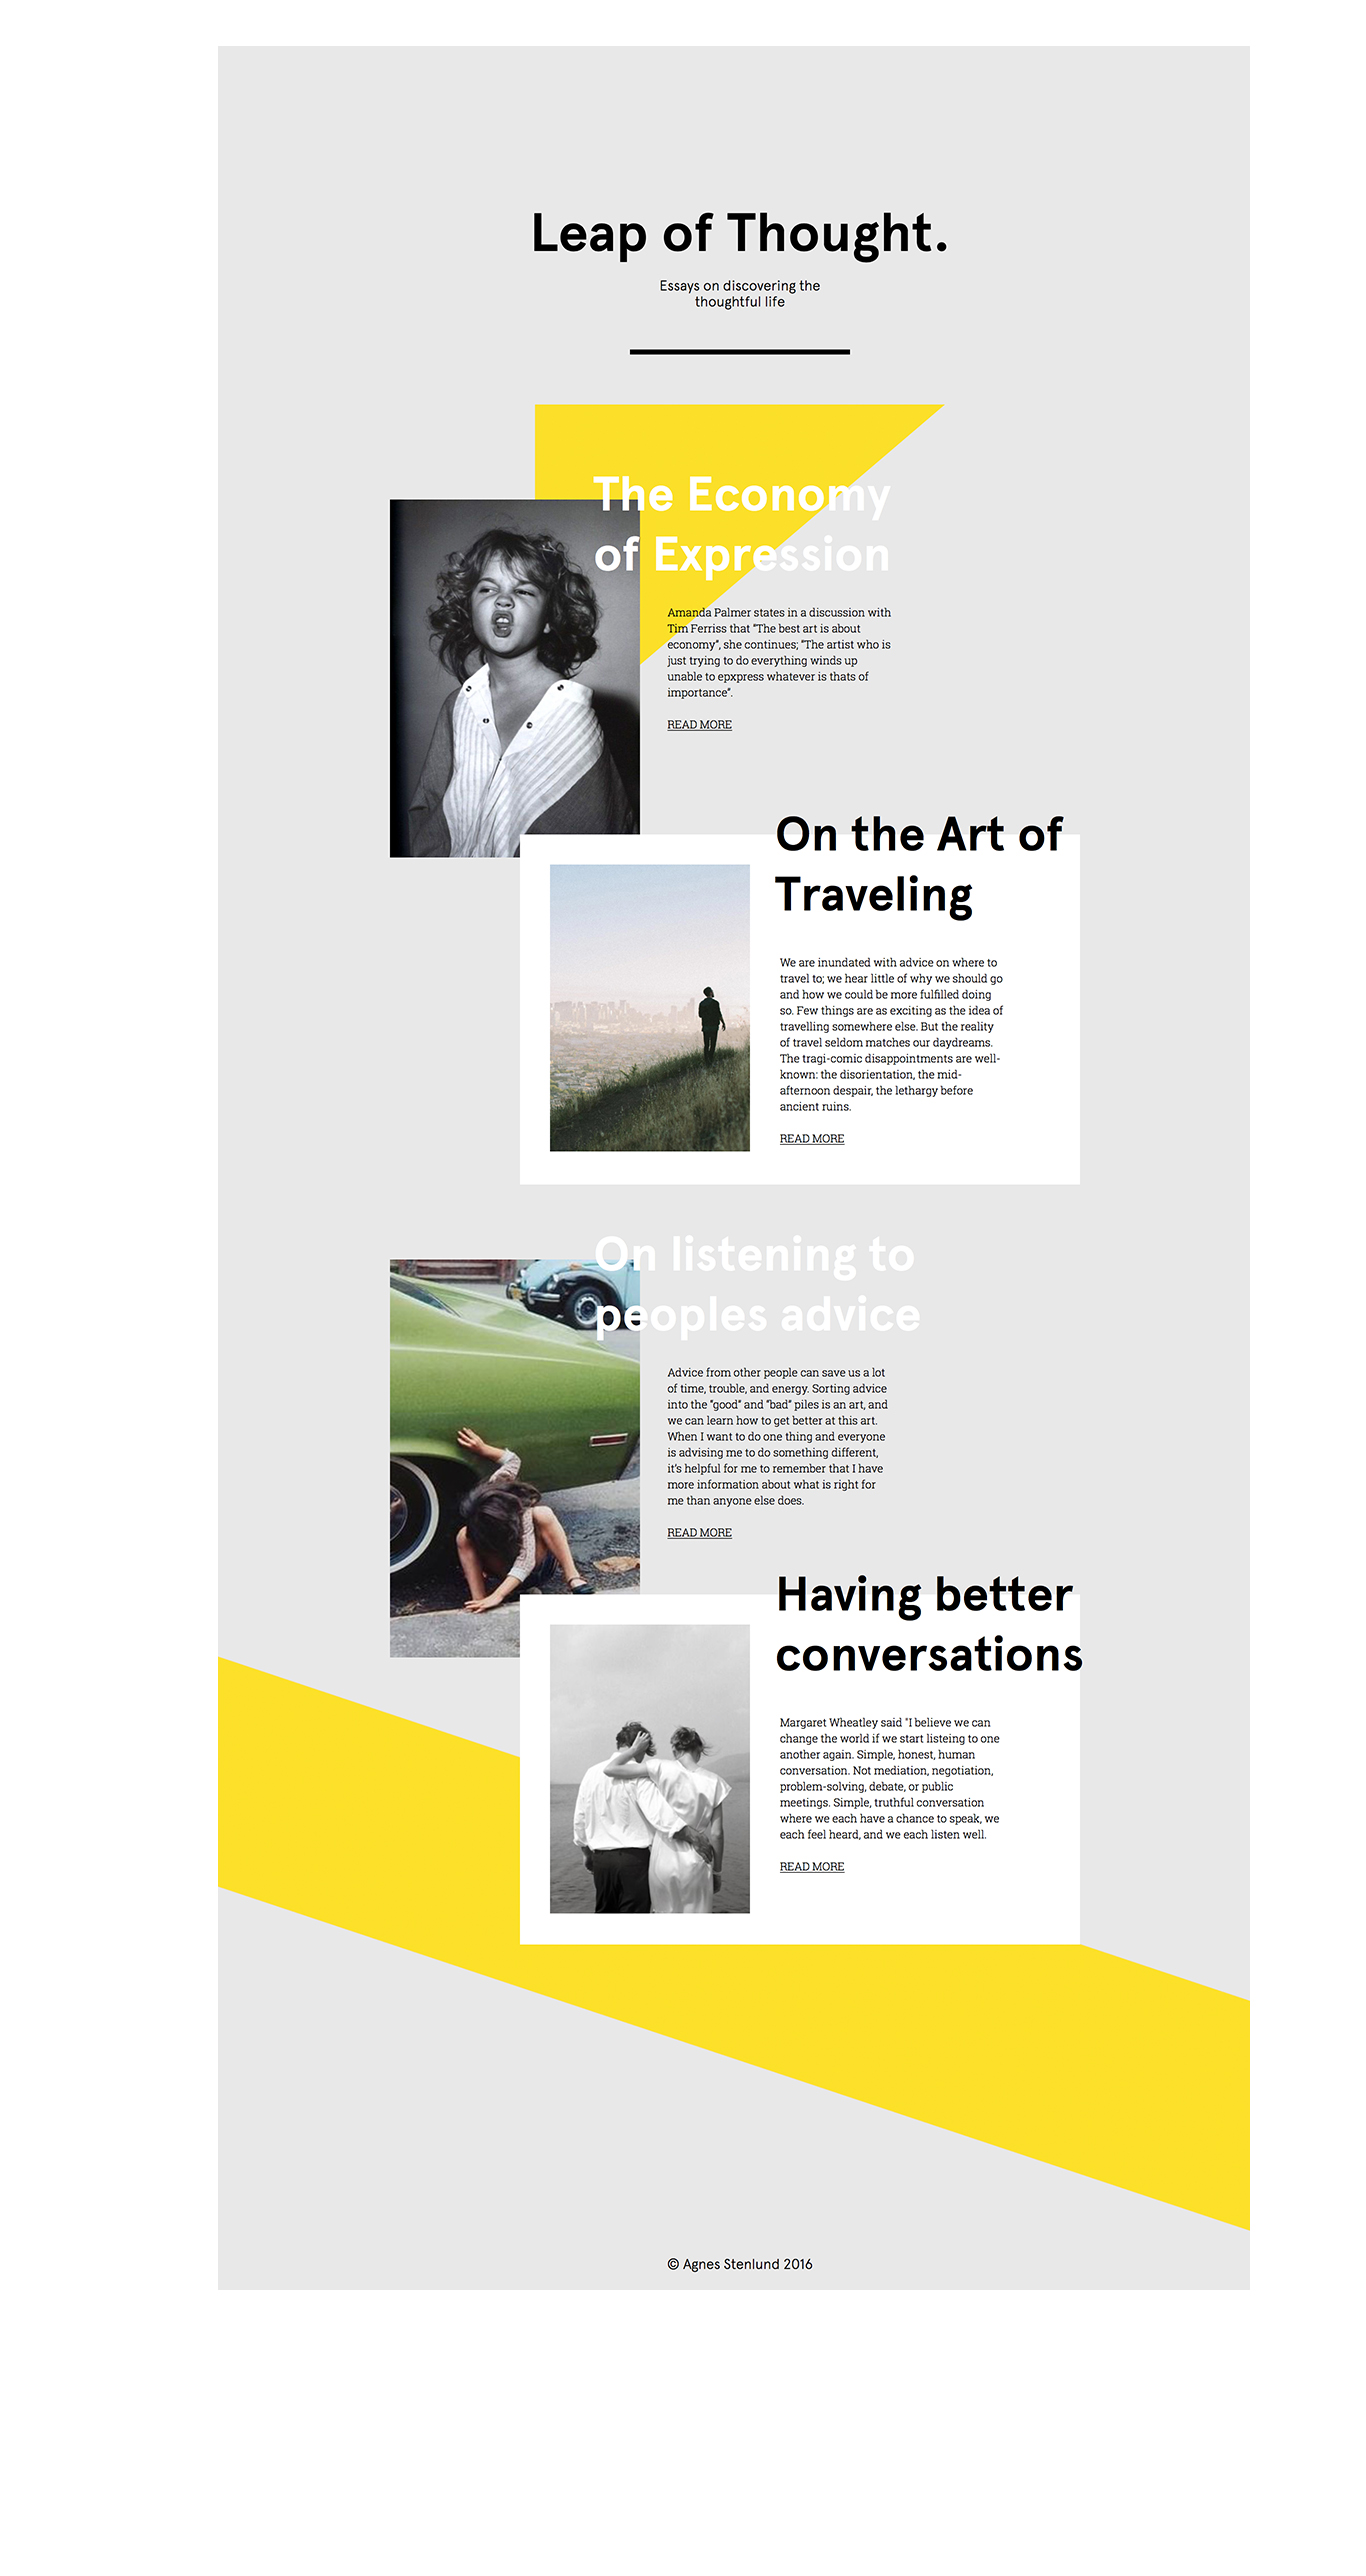 Leap of Thought.
Essays on discovering the
thoughtful life
The Economy
of Expression
Amanda Palmer states in a discussion with
Tim Ferriss that "The best art is about
economy", she continues; "The artist who is
just trying to do everything winds up
unable to epxpress whatever is thats of
importance".
READ MORE
On the Art of
Traveling
We are inundated with advice on where to
travel to; we hear little of why we should go
and how we could be more fulfilled doing
so. Few things are as exciting as the idea of
travelling somewhere else. But the reality
of travel seldom matches our daydreams.
The tragi-comic disappointments are well-
known: the disorientation, the mid-
afternoon despair, the lethargy before
ancient ruins.
READ MORE
On listening to
peoples advice
Advice from other people can save us a lot
of time, trouble, and energy. Sorting advice
into the "good" and "bad" piles is an art, and
we can learn how to get better at this art.
When I want to do one thing and everyone
is advising me to do something different,
it's helpful for me to remember that I have
more information about what is right for
me than anyone else does.
READ MORE
Having better
conversations
Margaret Wheatley said "I believe we can
change the world if we start listeing to one
another again. Simple, honest, human
conversation. Not mediation, negotiation,
problem-solving, debate, or public
meetings. Simple, truthful conversation
where we each have a chance to speak, we
each feel heard, and we each listen well.
READ MORE
© Agnes Stenlund 2016